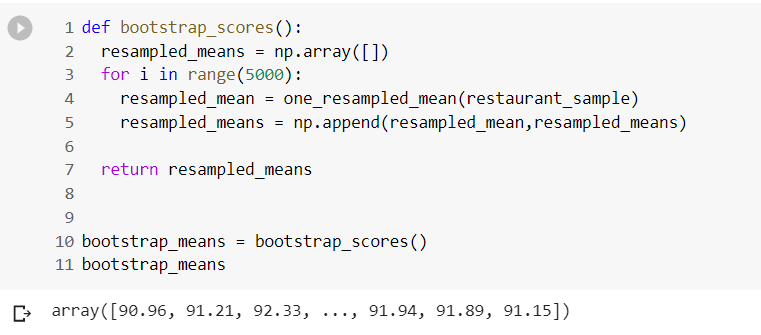 1 def bootstrap_scores():
2   resampled_means = np.array([])
3   for i in range(5000):
4     resampled_mean = one_resampled_mean(restaurant_sample)
5     resampled_means = np.append(resampled_mean,resampled_means)
6
7   return resampled_means
8
9
10 bootstrap_means = bootstrap_scores()
11 bootstrap_means
array([90.96, 91.21, 92.33, ..., 91.94, 91.89, 91.15])